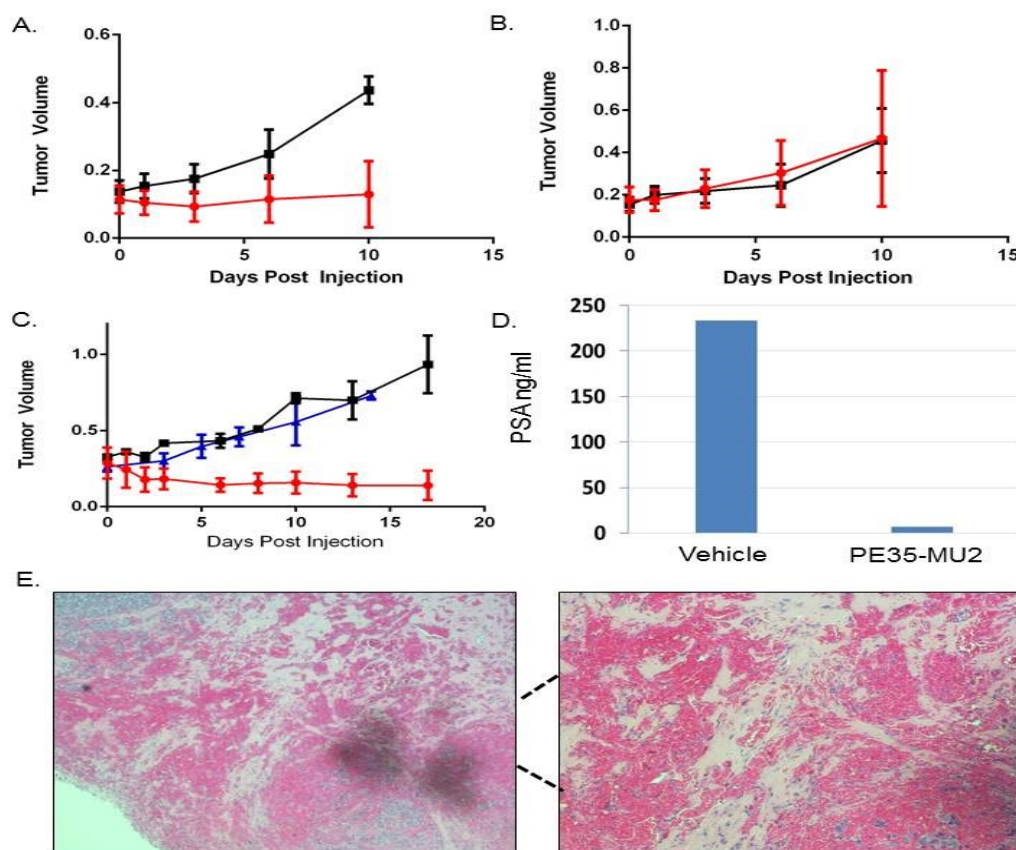 A.
0.6
0.4
0.2
0.0
Tumor Volume
0
5
10
15
Days Post Injection
B.
1.0
0.8
0.6
0.4
0.2
0.0
Tumor Volume
0
5
10
15
Days Post Injection
C.
1.0
0.5
0.0
Tumor Volume
0
5
10
15
20
Days Post Injection
D.
250
200
150
100
50
0
PSA ng/ml
Vehicle
PE35-MU2
E.